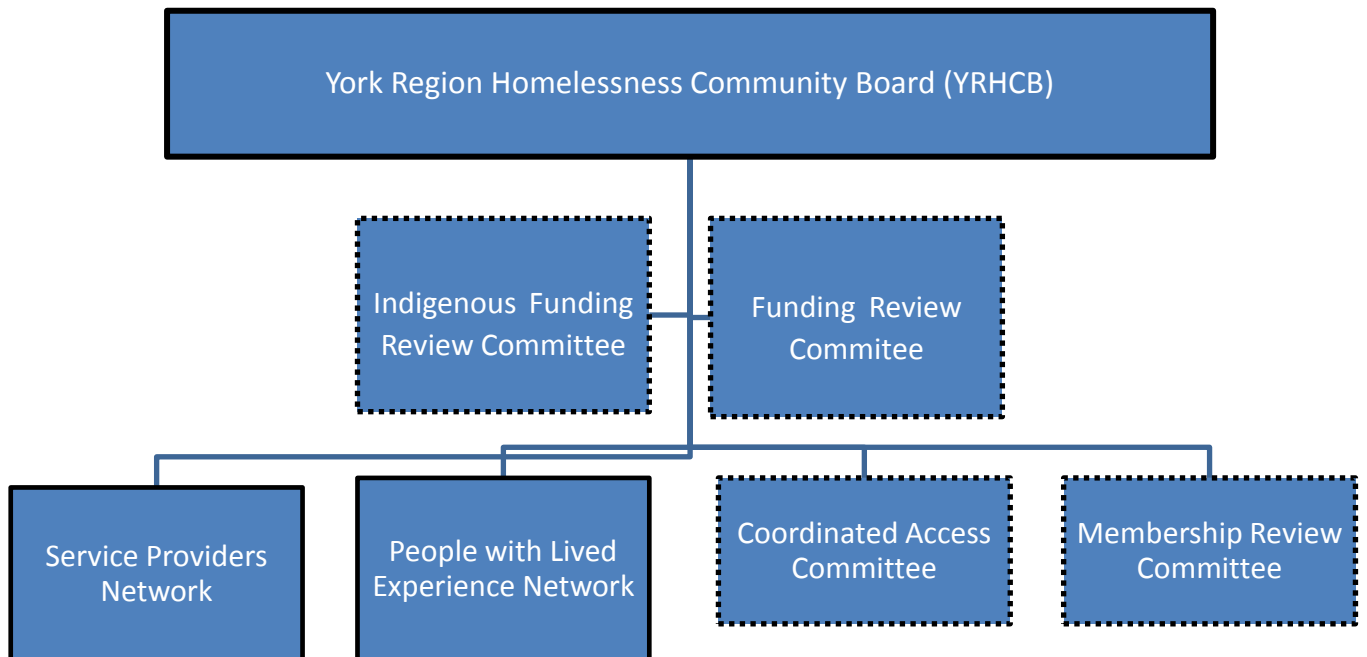 York Region Homelessness Community Board (YRHCB)
Indigenous Funding
Review Committee
Funding Review
Commitee
Service Providers
Network
People with Lived
Experience Network
Coordinated Access
Committee
Membership Review
Committee